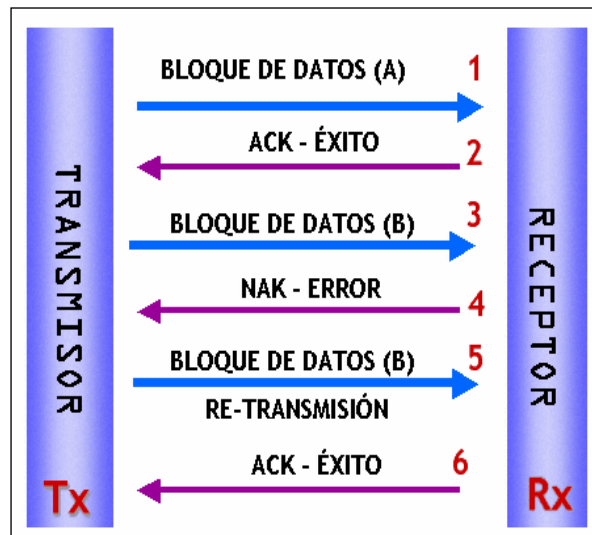 BLOQUE DE DATOS (A) 1
ACK - ÉXITO 2
BLOQUE DE DATOS (B) 3
NAK - ERROR 4
BLOQUE DE DATOS (B) 5
RE-TRANSMISIÓN
ACK - ÉXITO 6
TRANSMISOR
Tx
RECEPTOR
Rx